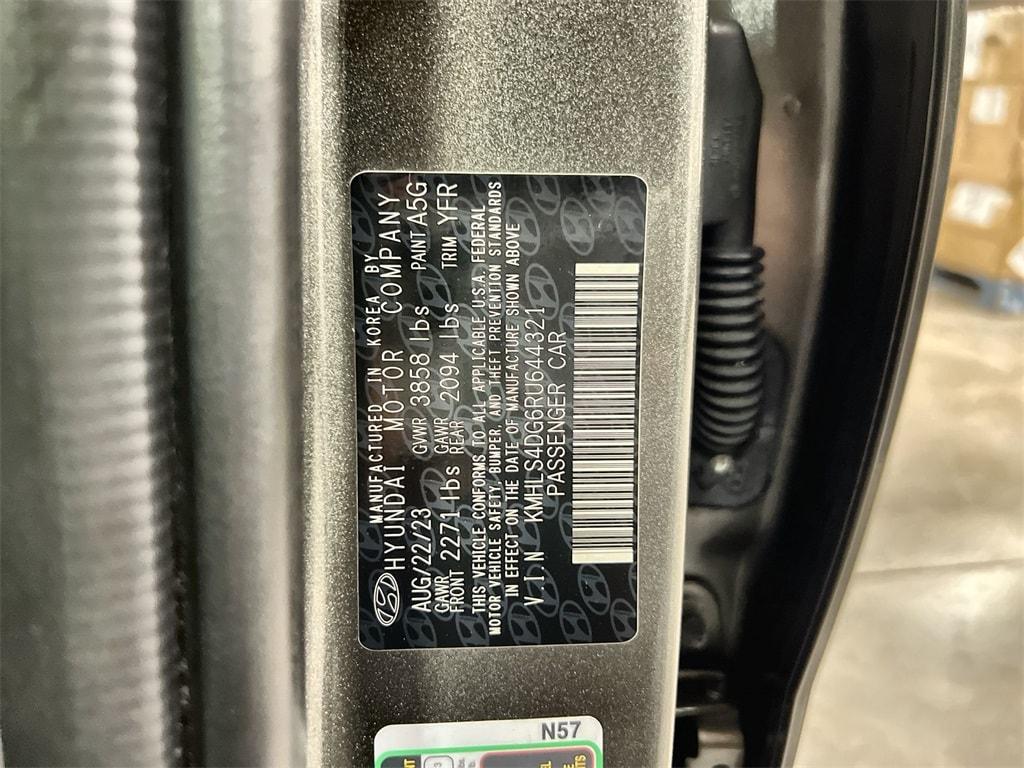 MANUFACTURED IN KOREA BY
HYUNDAI MOTOR COMPANY
AUG/22/23 GVWR 3858 lbs PAINT A5G
GAWR FRONT 2271lbs GAWR REAR 2094 lbs TRIM YFR
THIS VEHICLE CONFORMS TO ALL APPLICABLE U.S.A. FEDERAL
MOTOR VEHICLE SAFETY, BUMPER, AND THEFT PREVENTION STANDARDS
IN EFFECT ON THE DATE OF MANUFACTURE SHOWN ABOVE
V.I.N KMHLS4DG6RU644321
PASSENGER CAR
N57